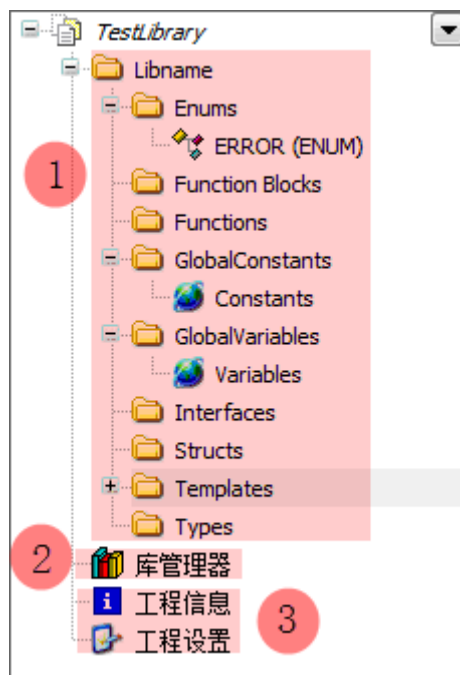 TestLibrary
Libname
Enums
ERROR (ENUM)
1
Function Blocks
Functions
GlobalConstants
Constants
GlobalVariables
Variables
Interfaces
Structs
Templates
Types
2
库管理器
工程信息
3
工程设置